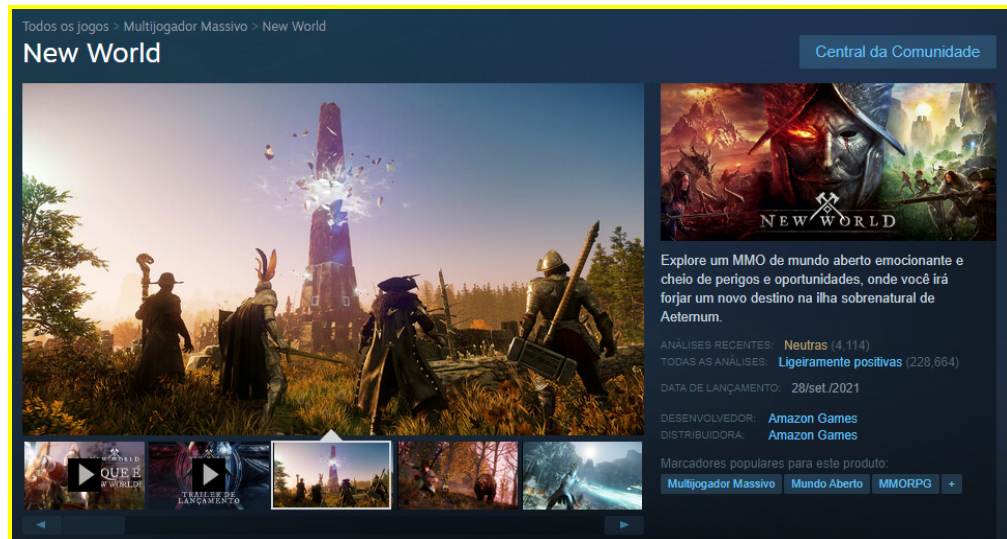 Todos os jogos > Multijogador Massivo > New World
New World
Central da Comunidade
NEW WORLD
Explore um MMO de mundo aberto emocionante e
cheio de perigos e oportunidades, onde você irá
forjar um novo destino na ilha sobrenatural de
Aeternum.
ANÁLISES RECENTES: Neutras (4,114)
TODAS AS ANÁLISES: Ligeiramente positivas (228,664)
DATA DE LANÇAMENTO: 28/set./2021
DESENVOLVEDOR: Amazon Games
DISTRIBUIDORA: Amazon Games
Marcadores populares para este produto:
Multijogador Massivo Mundo Aberto MMORPG +
QUE É
TRAILER DE
LANÇAMENTO